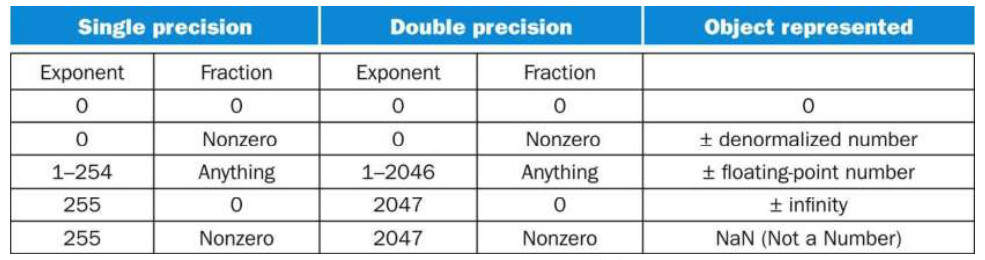 Single precision Double precision Object represented
Exponent Fraction Exponent Fraction
0 0 0 0 0
0 Nonzero 0 Nonzero ± denormalized number
1–254 Anything 1–2046 Anything ± floating-point number
255 0 2047 0 ± infinity
255 Nonzero 2047 Nonzero NaN (Not a Number)